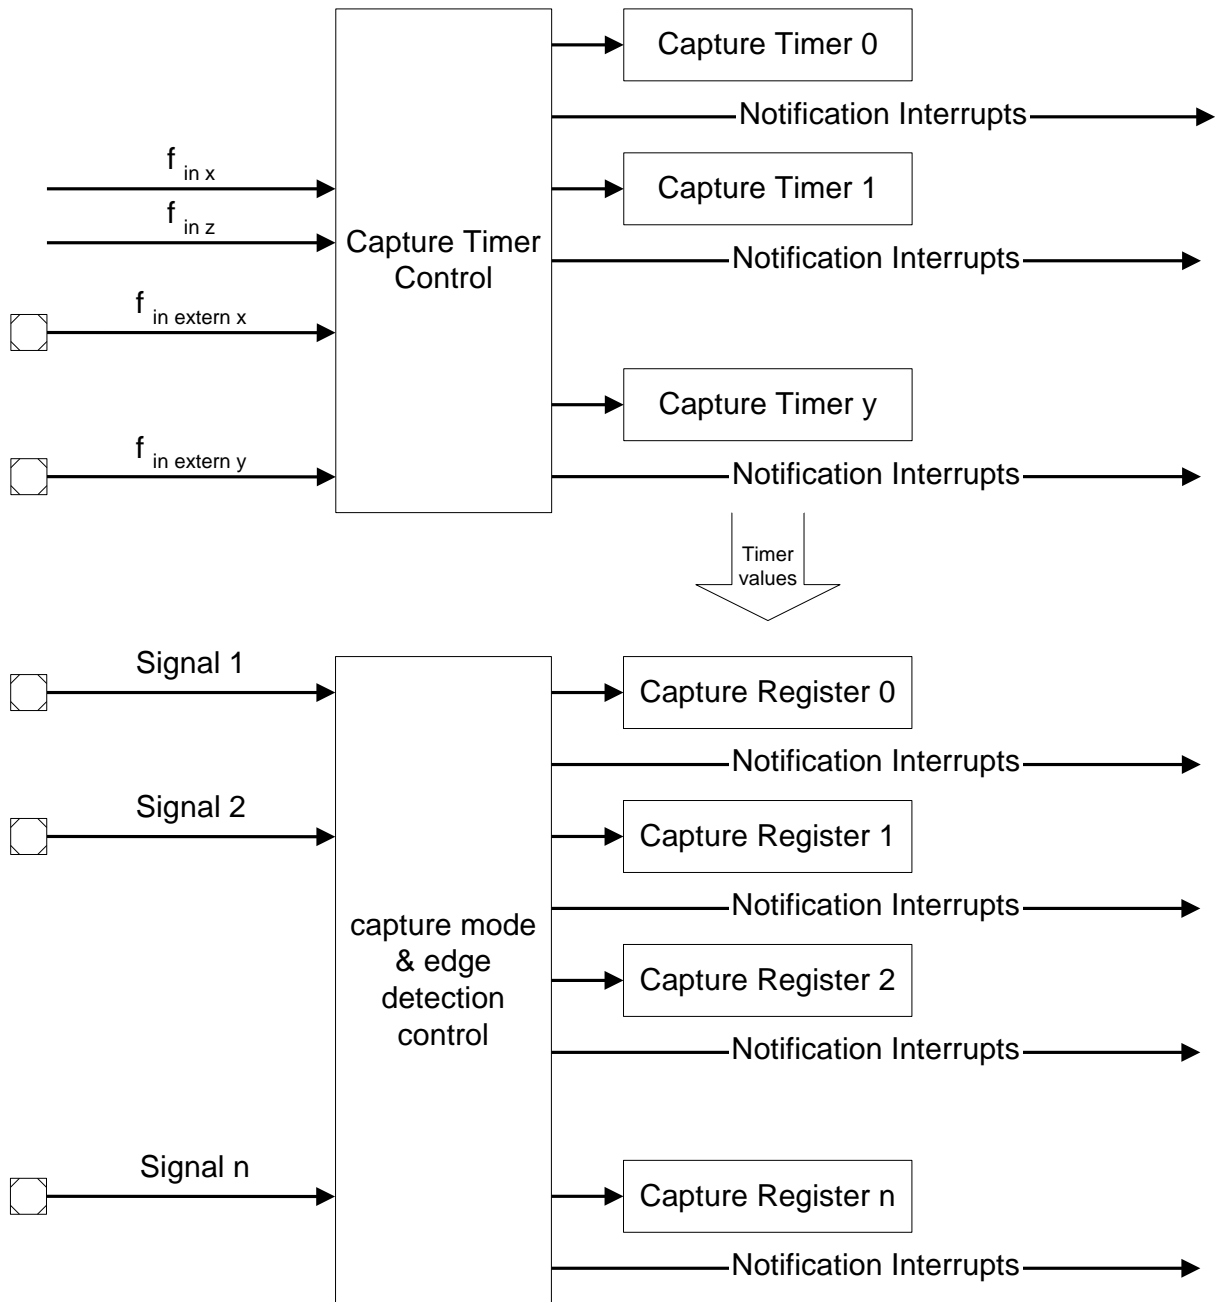 Capture Timer 0
Notification Interrupts
f in x
Capture Timer 1
f in z
Capture Timer
Control
Notification Interrupts
f in extern x
Capture Timer y
f in extern y
Notification Interrupts
Timer
values
Signal 1
Capture Register 0
Notification Interrupts
Signal 2
Capture Register 1
Notification Interrupts
capture mode
& edge
detection
control
Capture Register 2
Notification Interrupts
Signal n
Capture Register n
Notification Interrupts